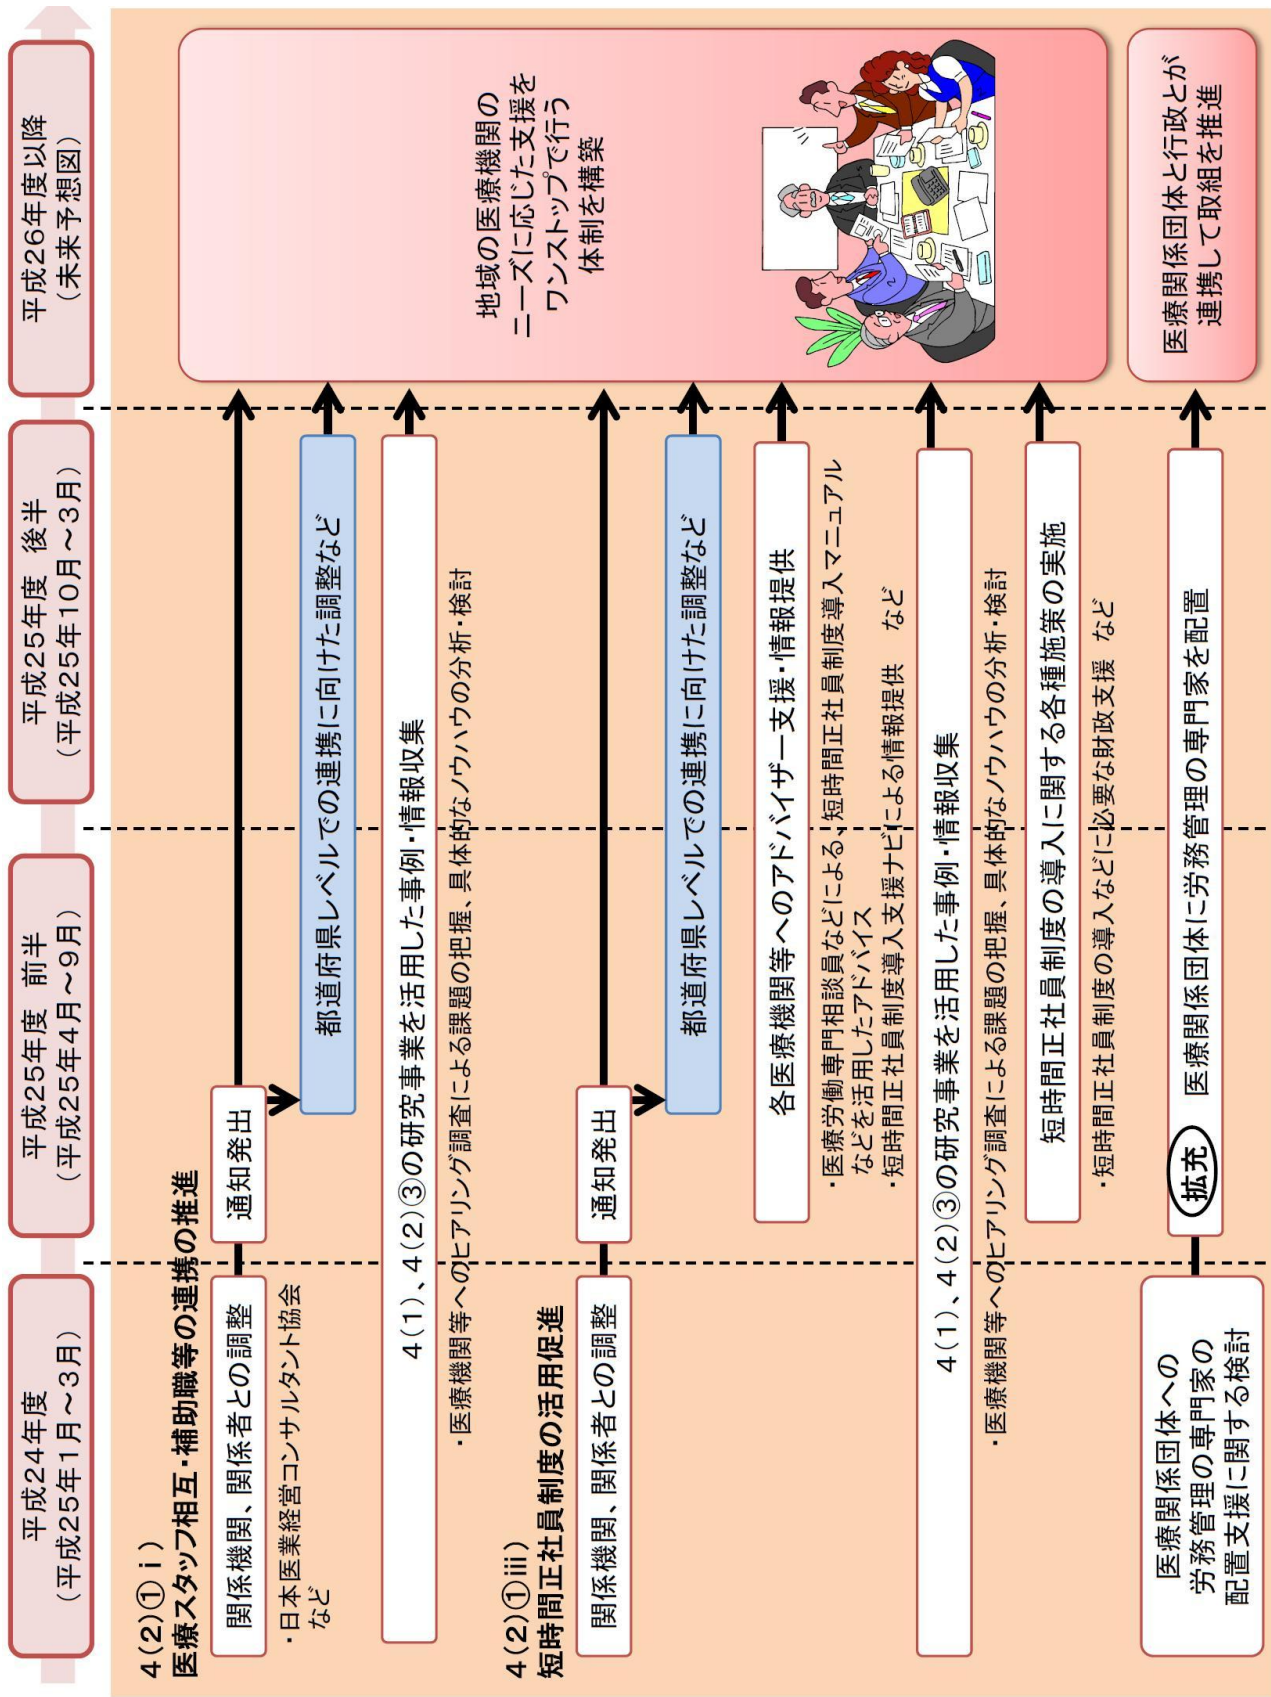 平成24年度
（平成25年1月～3月）
平成25年度　前半
（平成25年4月～9月）
平成25年度　後半
（平成25年10月～3月）
平成26年度以降
（未来予想図）
4(2)①ⅰ)
医療スタッフ相互・補助職等の連携の推進
関係機関、関係者との調整
通知発出
・日本医業経営コンサルタント協会
など
都道府県レベルでの連携に向けた調整など
4(1)、4(2)③の研究事業を活用した事例・情報収集
・医療機関等へのヒアリング調査による課題の把握、具体的なノウハウの分析・検討
4(2)①ⅲ)
短時間正社員制度の活用促進
関係機関、関係者との調整
通知発出
都道府県レベルでの連携に向けた調整など
各医療機関等へのアドバイザー支援・情報提供
・医療労働専門相談員などによる、短時間正社員制度導入マニュアル
などを活用したアドバイス
・短時間正社員制度導入支援ナビによる情報提供　など
4(1)、4(2)③の研究事業を活用した事例・情報収集
・医療機関等へのヒアリング調査による課題の把握、具体的なノウハウの分析・検討
短時間正社員制度の導入に関する各種施策の実施
・短時間正社員制度の導入などに必要な財政支援　など
地域の医療機関の
ニーズに応じた支援を
ワンストップで行う
体制を構築
医療関係団体への
労務管理の専門家の
配置支援に関する検討
拡充　医療関係団体に労務管理の専門家を配置
医療関係団体と行政とが
連携して取組を推進